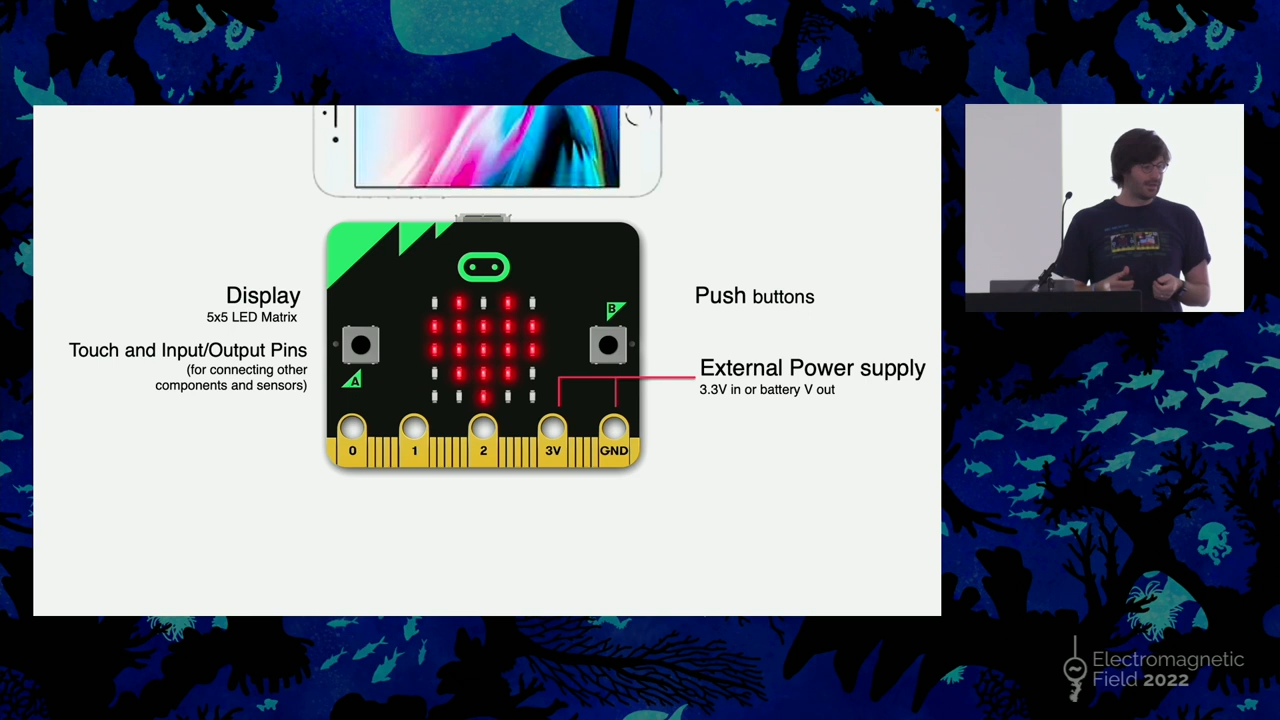 Display
5x5 LED Matrix
Touch and Input/Output Pins
(for connecting other
components and sensors)
A
B
0
1
2
3V
GND
Push buttons
External Power supply
3.3V in or battery V out
Electromagnetic
Field 2022